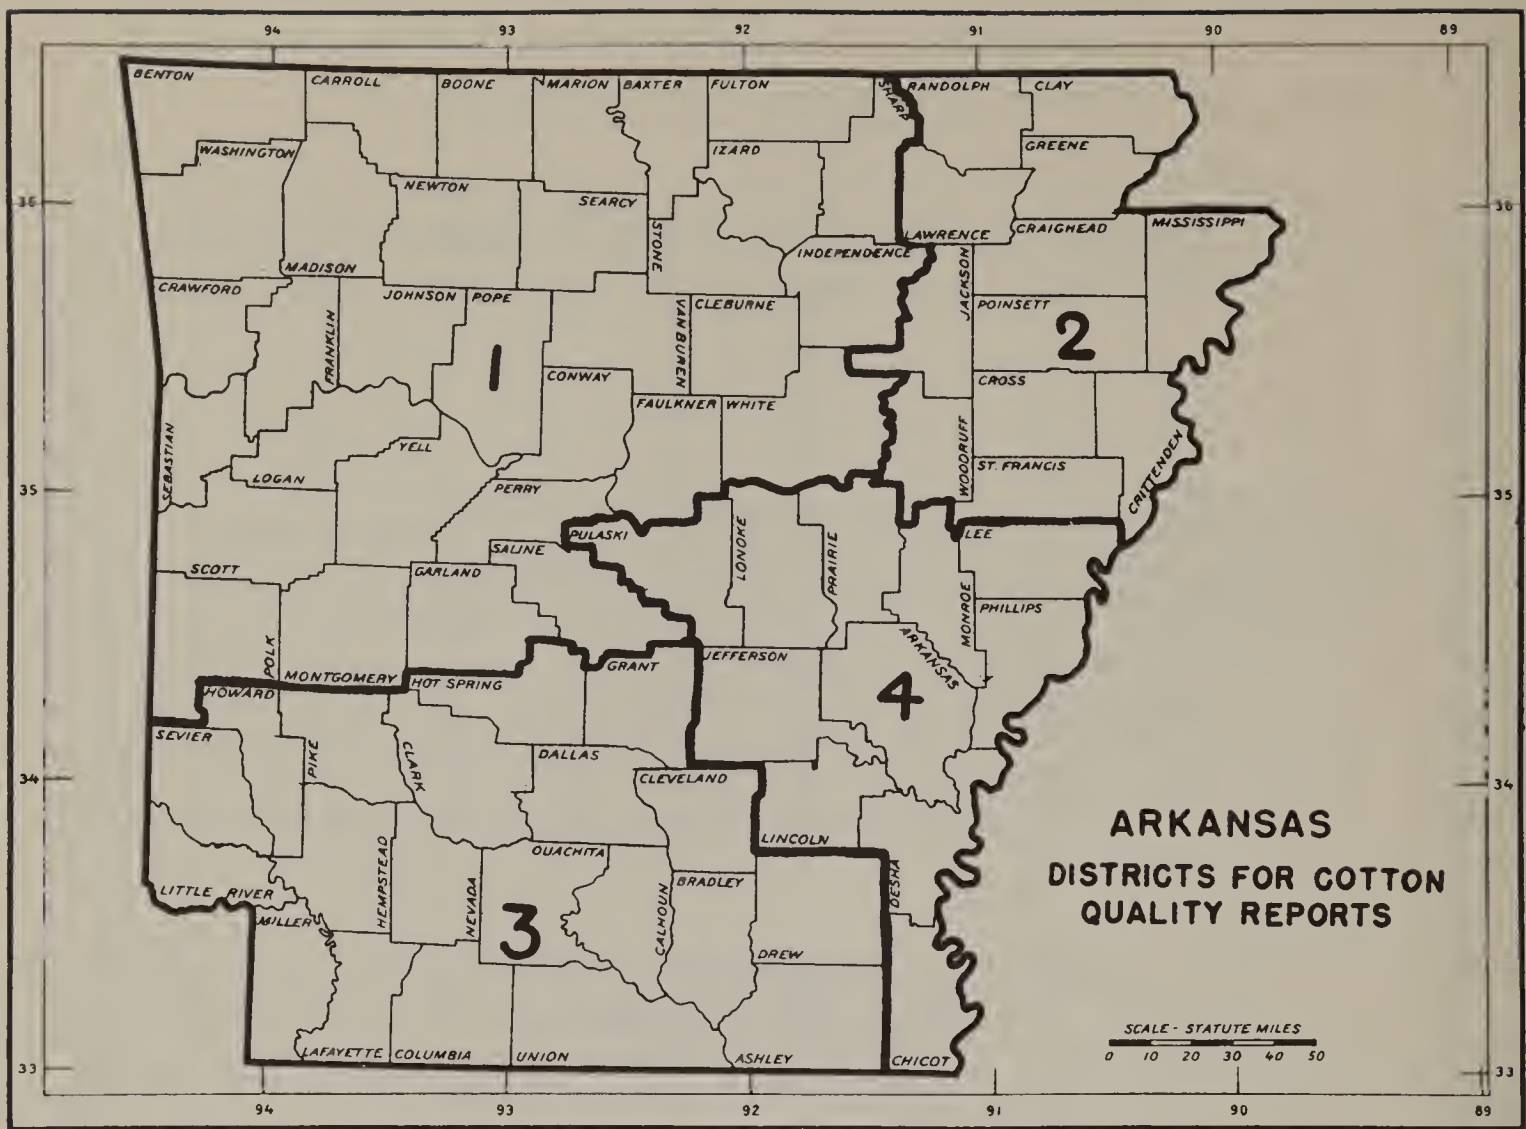 94 93 92 91 90 89
BENTON CARROLL BOONE MARION BAXTER FULTON SHARP RANDOLPH CLAY
WASHINGTON IZARD GREENE
NEWTON
36 SEARCY 36
STONE LAWRENCE CRAIGHEAD MISSISSIPPI
MADISON INDEPENDENCE JACKSON
CRAWFORD JOHNSON POPE VAN BUREN CLEBURNE POINSETT
FRANKLIN 1 2
CONWAY CROSS
FAULKNER WHITE
SEBASTIAN YELL WOODRUFF CRITTENDEN
LOGAN ST. FRANCIS
35 PERRY 35
PULASKI LONOKE PRAIRIE LEE
SALINE
SCOTT GARLAND MONROE PHILLIPS
POLK ARKANSAS
MONTGOMERY HOT SPRING GRANT JEFFERSON
HOWARD 4
SEVIER PIKE CLARK DALLAS
34 CLEVELAND 34
ARKANSAS
LINCOLN
OUACHITA
DISTRICTS FOR COTTON
LITTLE RIVER HEMPSTEAD NEVADA CALHOUN BRADLEY DESHA
QUALITY REPORTS
MILLER 3
DREW
SCALE - STATUTE MILES
0 10 20 30 40 50
LAFAYETTE COLUMBIA UNION ASHLEY CHICOT
33 33
94 93 92 91 90 89